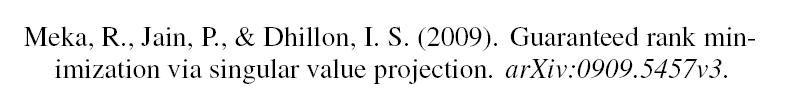 Meka, R., Jain, P., & Dhillon, I. S. (2009). Guaranteed rank min-
imization via singular value projection. arXiv:0909.5457v3.